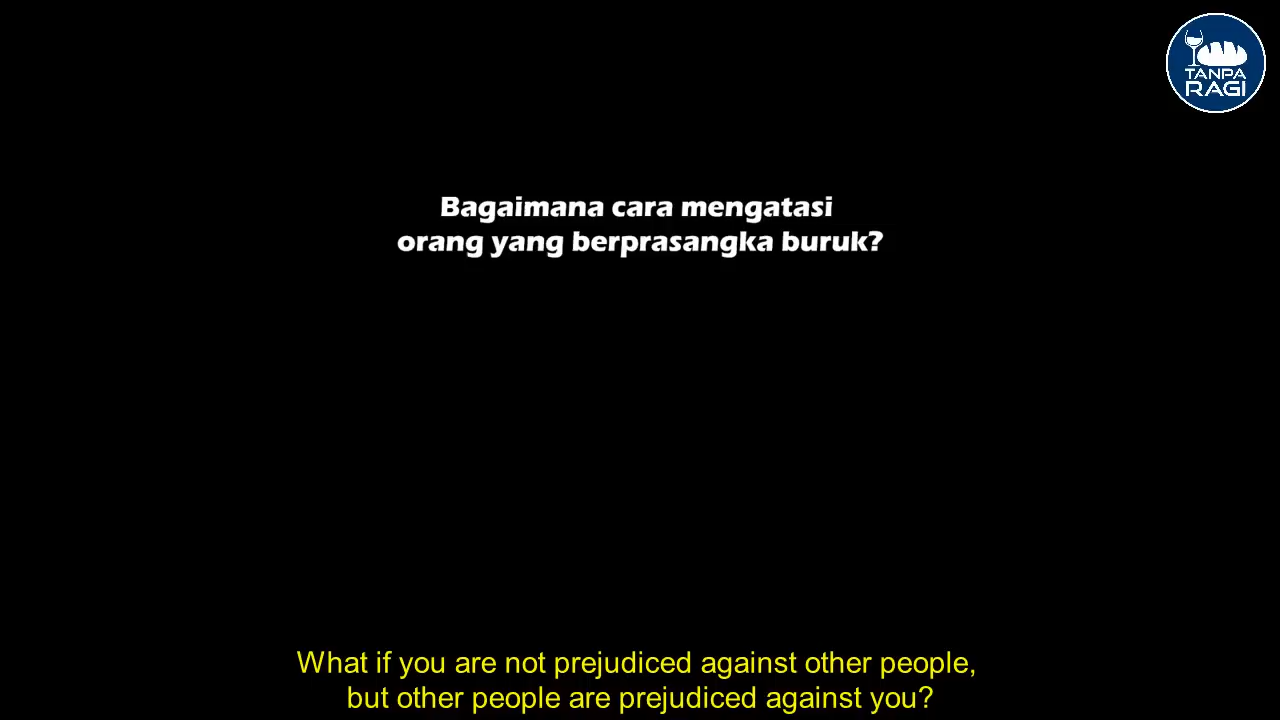 TANPA
RAGI
Bagaimana cara mengatasi
orang yang berprasangka buruk?
What if you are not prejudiced against other people,
but other people are prejudiced against you?